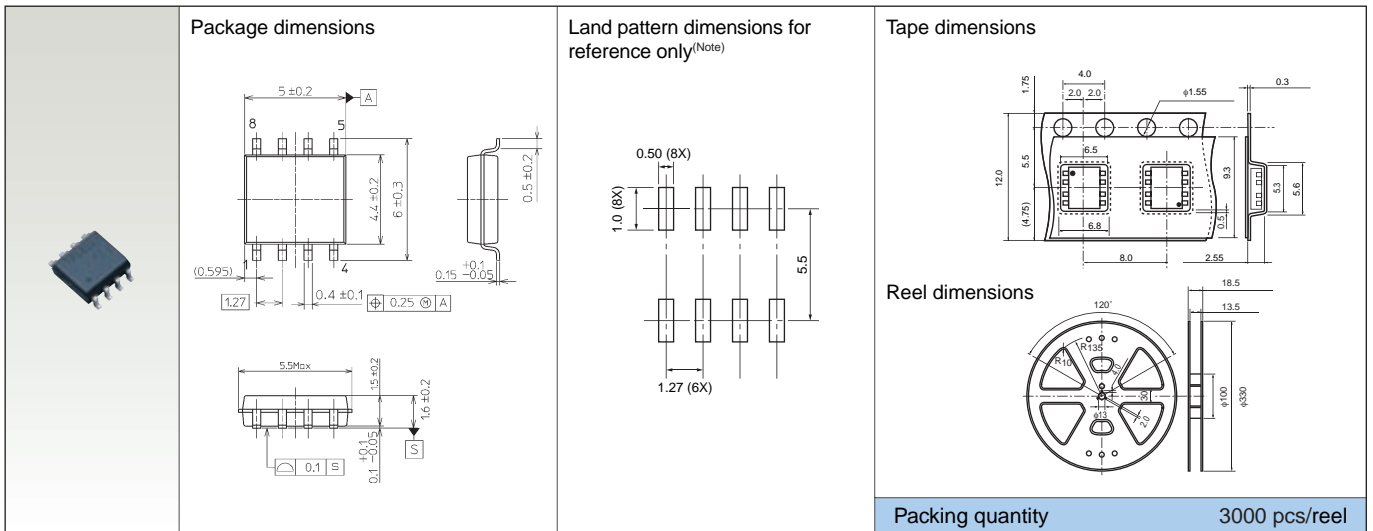 Package dimensions
5 ±0.2
A
8
5
4.4 ±0.2
6 ±0.3
0.5 ±0.2
1
4
(0.595)
1.27
0.4 ±0.1
⌖ 0.25 Ⓜ A
0.15 +0.1 −0.05
5.5Max
1.5 ±0.2
1.6 ±0.2
S
⌓ 0.1 S
0.1 +0.1 −0.05
Land pattern dimensions for
reference only(Note)
0.50 (8X)
1.0 (8X)
5.5
1.27 (6X)
Tape dimensions
1.75
4.0
2.0 2.0
φ1.55
0.3
12.0
5.5
6.5
9.3
5.3
5.6
(4.75)
6.8
0.5
8.0
2.55
Reel dimensions
18.5
13.5
120˚
R135
R10
4.0
30
φ13
2.0
φ100
φ330
Packing quantity 3000 pcs/reel